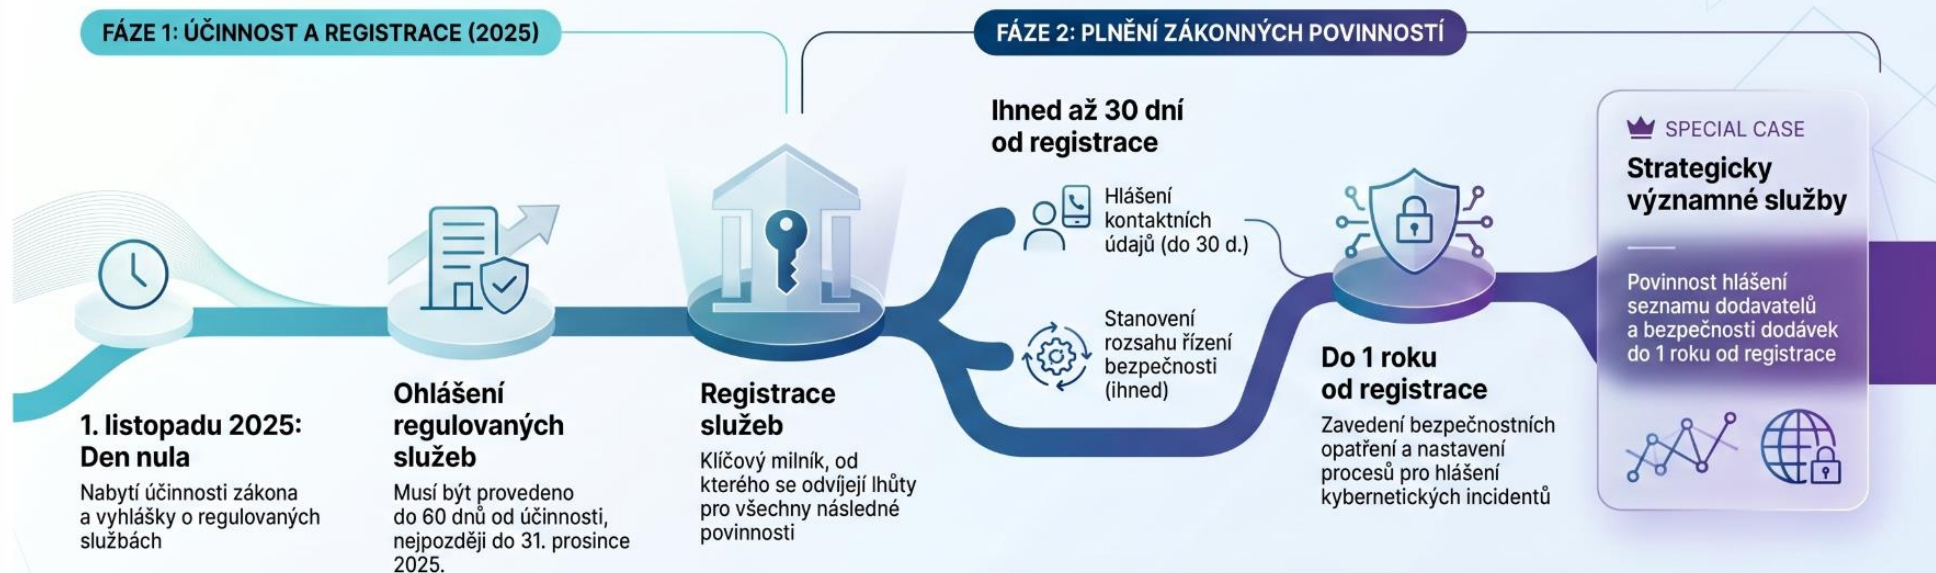 FÁZE 1: ÚČINNOST A REGISTRACE (2025)
1. listopadu 2025:
Den nula
Nabytí účinnosti zákona
a vyhlášky o regulovaných
službách
Ohlášení
regulovaných
služeb
Musí být provedeno
do 60 dnů od účinnosti,
nejpozději do 31. prosince
2025.
Registrace
služeb
Klíčový milník, od
kterého se odvíjejí lhůty
pro všechny následné
povinnosti
FÁZE 2: PLNĚNÍ ZÁKONNÝCH POVINNOSTÍ
Ihned až 30 dní
od registrace
Hlášení
kontaktních
údajů (do 30 d.)
Stanovení
rozsahu řízení
bezpečnosti
(ihned)
Do 1 roku
od registrace
Zavedení bezpečnostních
opatření a nastavení
procesů pro hlášení
kybernetických incidentů
SPECIAL CASE
Strategicky
významné služby
Povinnost hlášení
seznamu dodavatelů
a bezpečnosti dodávek
do 1 roku od registrace